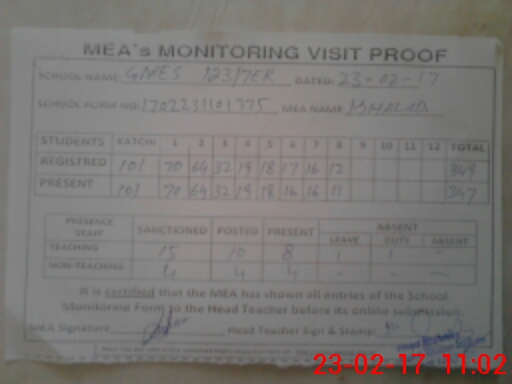 MEA's MONITORING VISIT PROOF
SCHOOL NAME GMES 123/7ER DATED: 23-02-17
SCHOOL FORM NO 1702231101375 MEA NAME KHALID
STUDENTS KATCHI 1 2 3 4 5 6 7 8 9 10 11 12 TOTAL
REGISTRED 101 70 64 32 19 18 17 16 12 349
PRESENT 101 70 64 32 19 18 16 16 11 347
PRESENCE STAFF SANCTIONED POSTED PRESENT ABSENT
LEAVE DUTY ABSENT
TEACHING 15 10 8 1 1 -
NON-TEACHING 4 4 4 - - -
It is certified that the MEA has shown all entries of the School
Monitoring Form to the Head Teacher before its online submission.
MEA Signature Head Teacher Sign & Stamp:
23-02-17 11:02